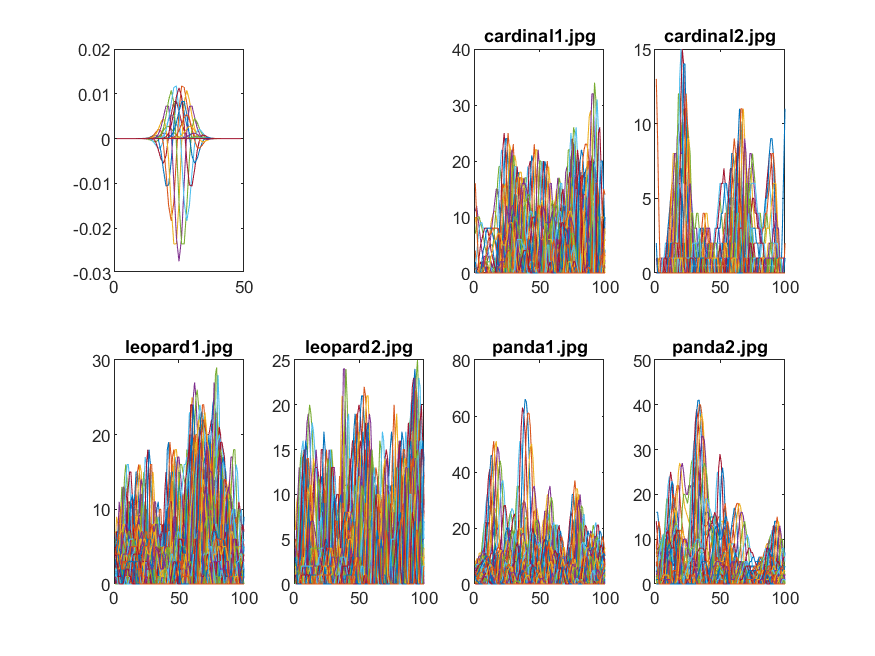 cardinal1.jpg cardinal2.jpg
0.02 40 15
0.01 30
0 10
-0.01 20
5
-0.02 10
-0.03 0 0
0 50 0 50 100 0 50 100
leopard1.jpg leopard2.jpg panda1.jpg panda2.jpg
30 25 80 50
20 20 60 40
15 40 30
10 10 20
5 20 10
0 0 0 0
0 50 100 0 50 100 0 50 100 0 50 100